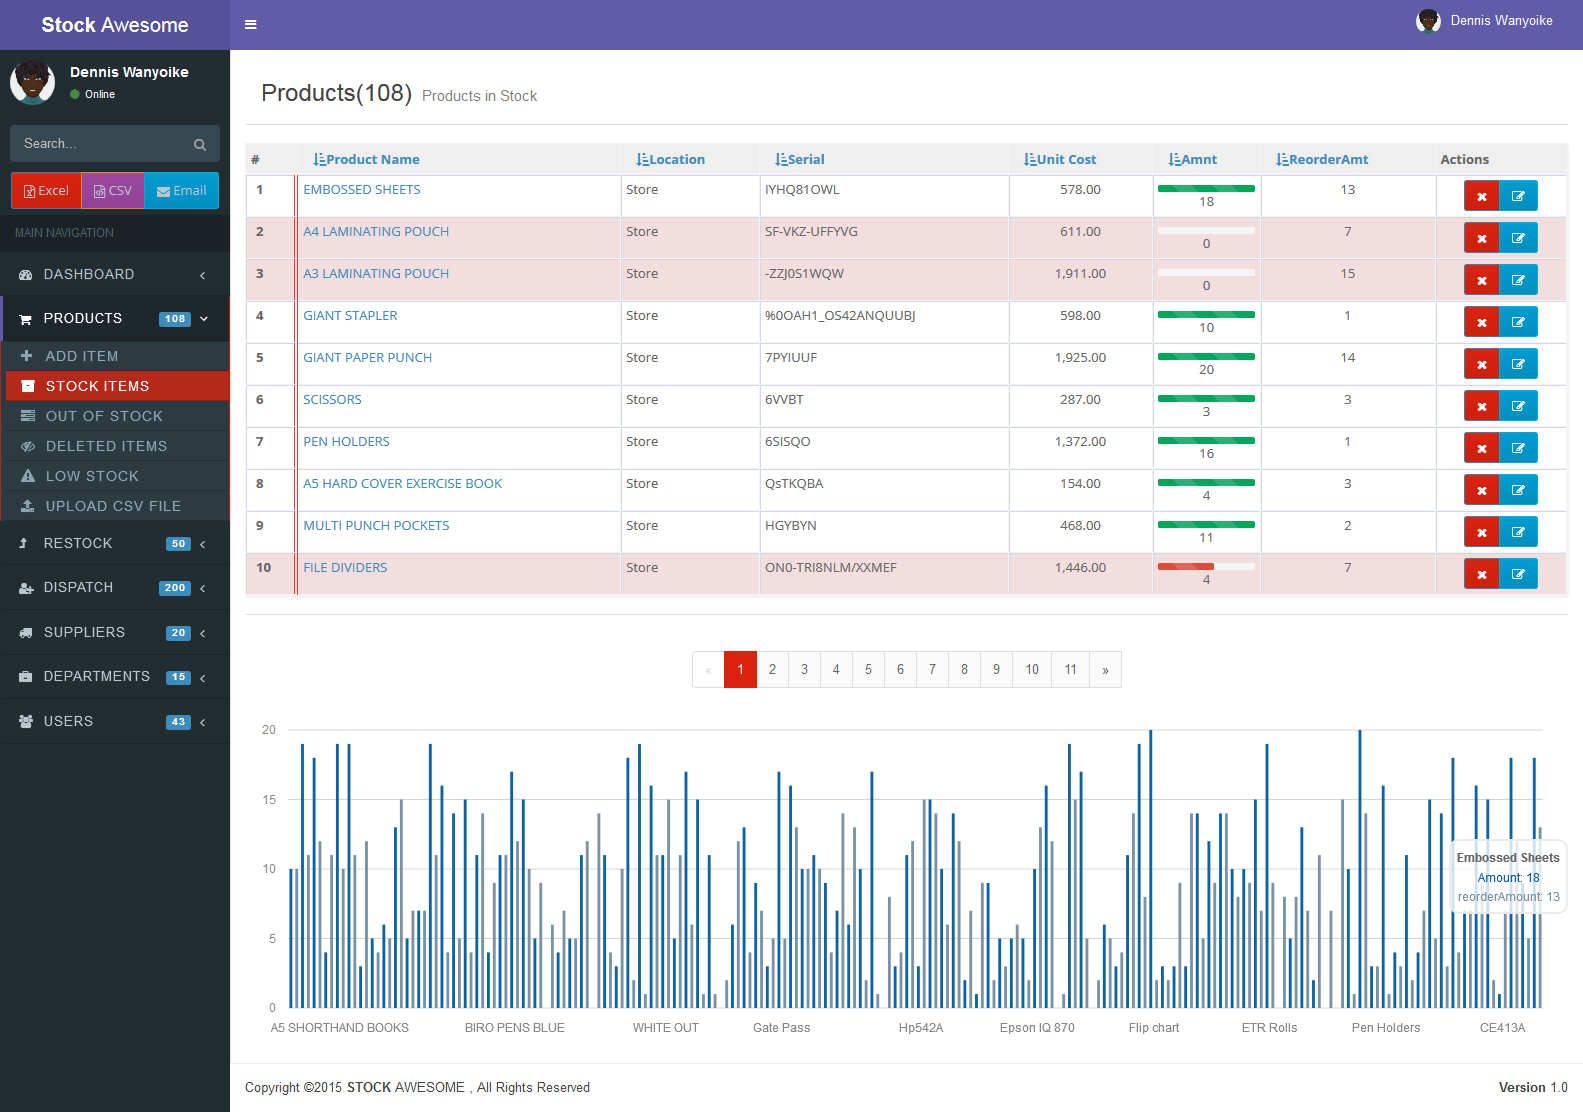 Stock Awesome
Dennis Wanyoike
Dennis Wanyoike
Online
Search...
Excel CSV Email
MAIN NAVIGATION
DASHBOARD
PRODUCTS 108
ADD ITEM
STOCK ITEMS
OUT OF STOCK
DELETED ITEMS
LOW STOCK
UPLOAD CSV FILE
RESTOCK 50
DISPATCH 200
SUPPLIERS 20
DEPARTMENTS 15
USERS 43
Products(108) Products in Stock
# Product Name Location Serial Unit Cost Amnt ReorderAmt Actions
1 EMBOSSED SHEETS Store IYHQ81OWL 578.00 18 13
2 A4 LAMINATING POUCH Store SF-VKZ-UFFYVG 611.00 0 7
3 A3 LAMINATING POUCH Store -ZZJ0S1WQW 1,911.00 0 15
4 GIANT STAPLER Store %0OAH1_OS42ANQUUBJ 598.00 10 1
5 GIANT PAPER PUNCH Store 7PYIUUF 1,925.00 20 14
6 SCISSORS Store 6VVBT 287.00 3 3
7 PEN HOLDERS Store 6SISQO 1,372.00 16 1
8 A5 HARD COVER EXERCISE BOOK Store QsTKQBA 154.00 4 3
9 MULTI PUNCH POCKETS Store HGYBYN 468.00 11 2
10 FILE DIVIDERS Store ON0-TRI8NLM/XXMEF 1,446.00 4 7
« 1 2 3 4 5 6 7 8 9 10 11 »
20
15
10
5
0
Embossed Sheets
Amount: 18
reorderAmount: 13
A5 SHORTHAND BOOKS BIRO PENS BLUE WHITE OUT Gate Pass Hp542A Epson IQ 870 Flip chart ETR Rolls Pen Holders CE413A
Copyright ©2015 STOCK AWESOME , All Rights Reserved
Version 1.0